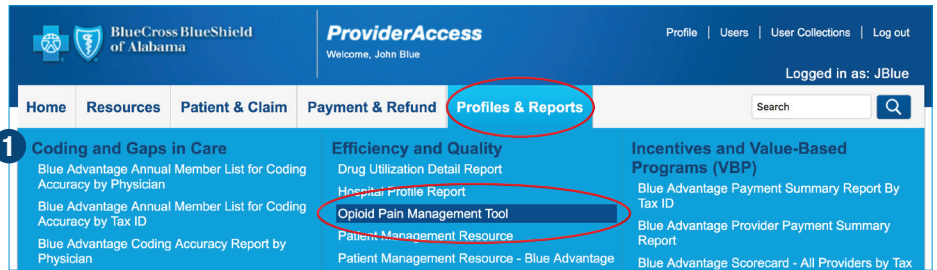 BlueCross BlueShield
of Alabama
ProviderAccess
Welcome, John Blue
Profile | Users | User Collections | Log out
Logged in as: JBlue
Home Resources Patient & Claim Payment & Refund Profiles & Reports
Search
1
Coding and Gaps in Care
Blue Advantage Annual Member List for Coding
Accuracy by Physician
Blue Advantage Annual Member List for Coding
Accuracy by Tax ID
Blue Advantage Coding Accuracy Report by
Physician
Efficiency and Quality
Drug Utilization Detail Report
Hospital Profile Report
Opioid Pain Management Tool
Patient Management Resource
Patient Management Resource - Blue Advantage
Incentives and Value-Based
Programs (VBP)
Blue Advantage Payment Summary Report By
Tax ID
Blue Advantage Provider Payment Summary
Report
Blue Advantage Scorecard - All Providers by Tax